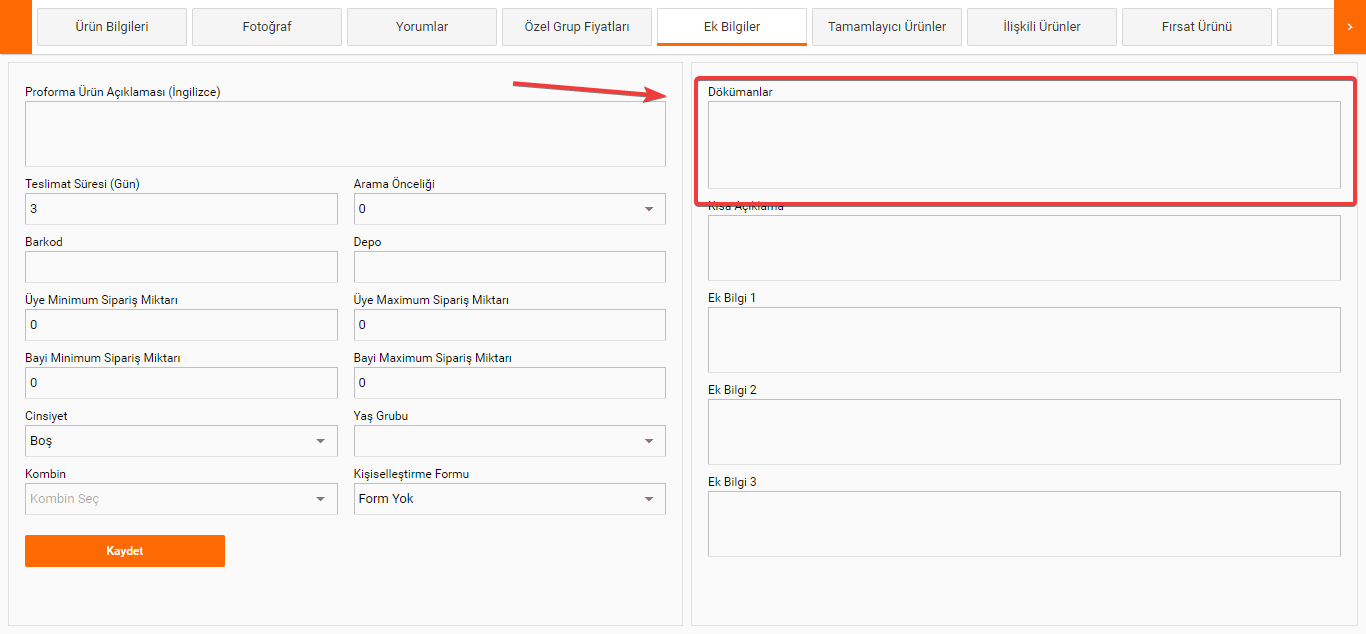 Ürün Bilgileri
Fotoğraf
Yorumlar
Özel Grup Fiyatları
Ek Bilgiler
Tamamlayıcı Ürünler
İlişkili Ürünler
Fırsat Ürünü
Proforma Ürün Açıklaması (İngilizce)
Teslimat Süresi (Gün)
Arama Önceliği
3
0
Barkod
Depo
Üye Minimum Sipariş Miktarı
Üye Maximum Sipariş Miktarı
0
0
Bayi Minimum Sipariş Miktarı
Bayi Maximum Sipariş Miktarı
0
0
Cinsiyet
Yaş Grubu
Boş
Kombin
Kişiselleştirme Formu
Kombin Seç
Form Yok
Kaydet
Dökümanlar
Kısa Açıklama
Ek Bilgi 1
Ek Bilgi 2
Ek Bilgi 3